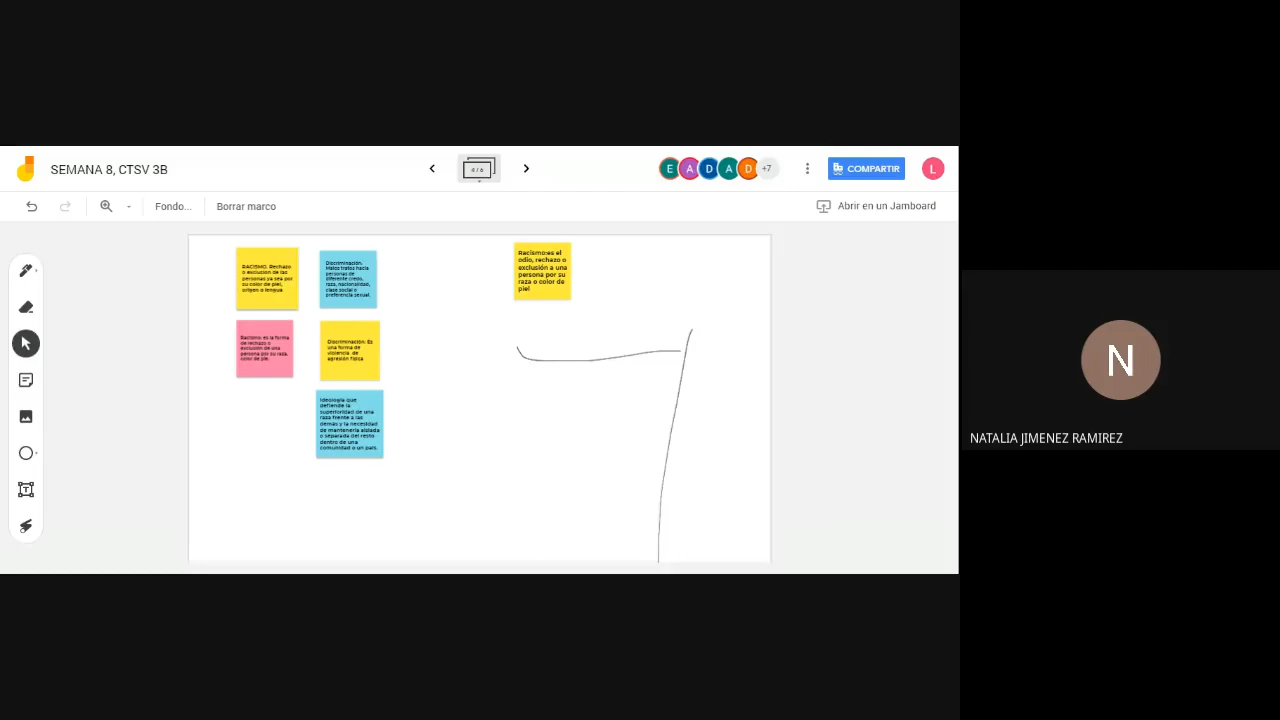 SEMANA 8, CTSV 3B
4 / 6
E A D A D +7
COMPARTIR
L
Fondo...
Borrar marco
Abrir en un Jamboard
RACISMO. Rechazo
o exclusión de las
personas ya sea por
su color de piel,
origen o lengua
Discriminación:
Malos tratos hacia
personas de
diferente credo,
raza, nacionalidad,
clase social o
preferencia sexual.
Racismo:es el
odio, rechazo o
exclusión a una
persona por su
raza o color de
piel
Racismo: es la forma
de rechazo o
exclusión de una
persona por su raza,
color de pie.
Discriminación: Es
una forma de
violencia de
agresión física
Ideología que
defiende la
superioridad de una
raza frente a las
demás y la necesidad
de mantenerla aislada
o separada del resto
dentro de una
comunidad o un país.
N
NATALIA JIMENEZ RAMIREZ